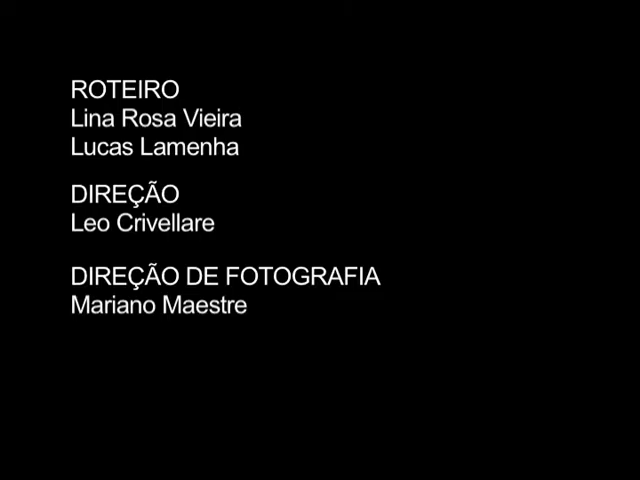 ROTEIRO
Lina Rosa Vieira
Lucas Lamenha
DIREÇÃO
Leo Crivellare
DIREÇÃO DE FOTOGRAFIA
Mariano Maestre